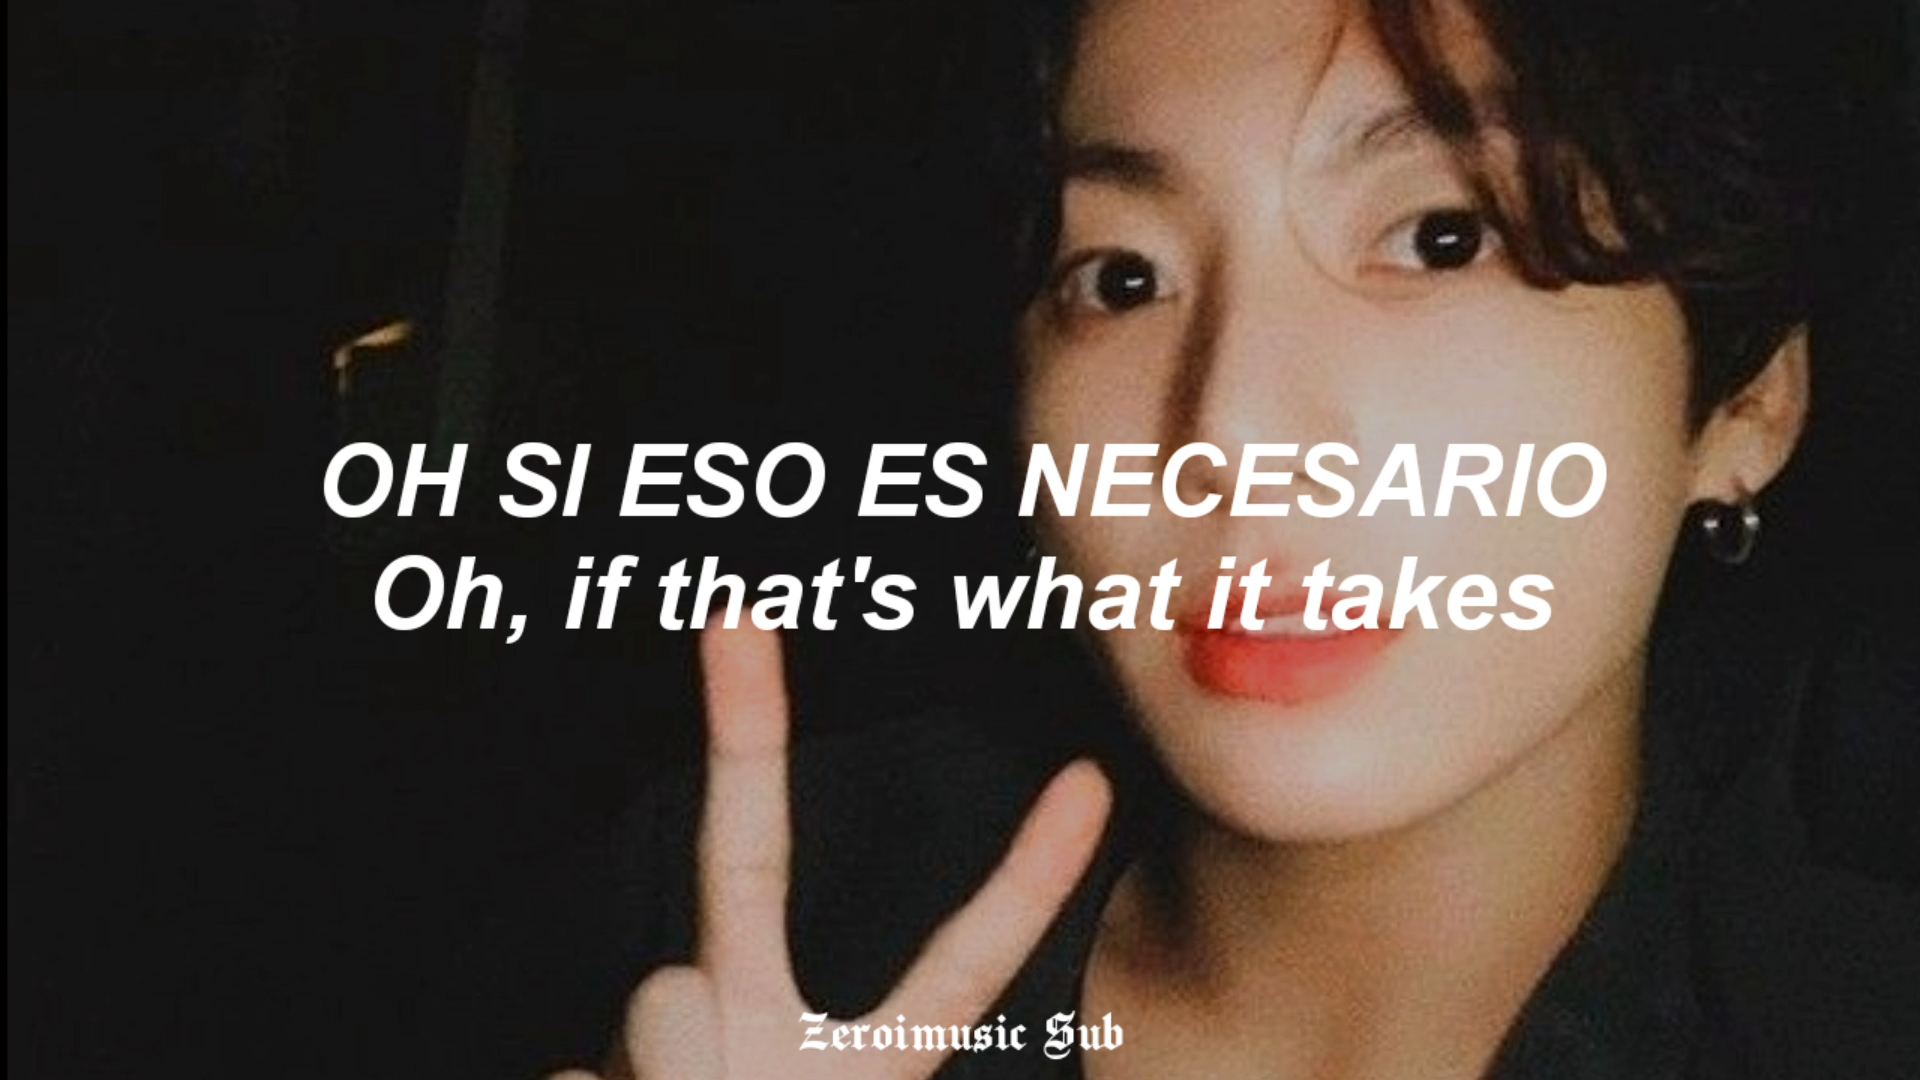 OH SI ESO ES NECESARIO
Oh, if that's what it takes
Zeroimusic Sub